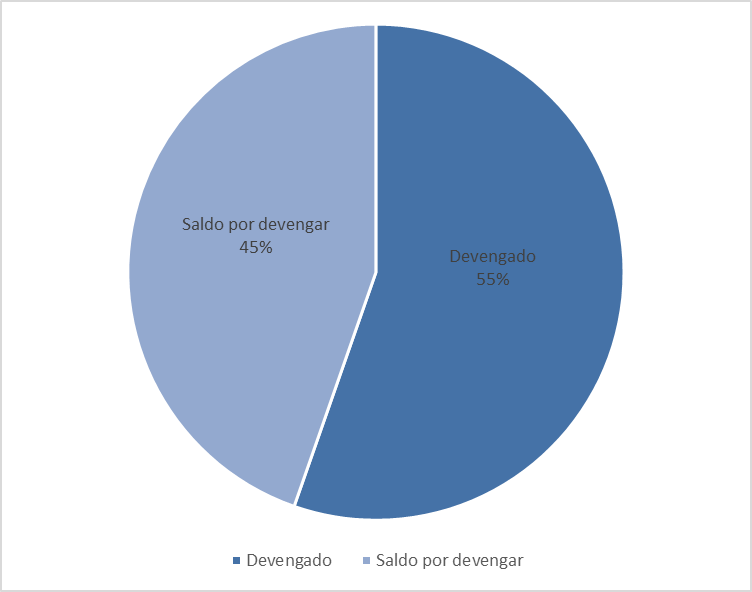 Saldo por devengar
45%
Devengado
55%
Devengado
Saldo por devengar